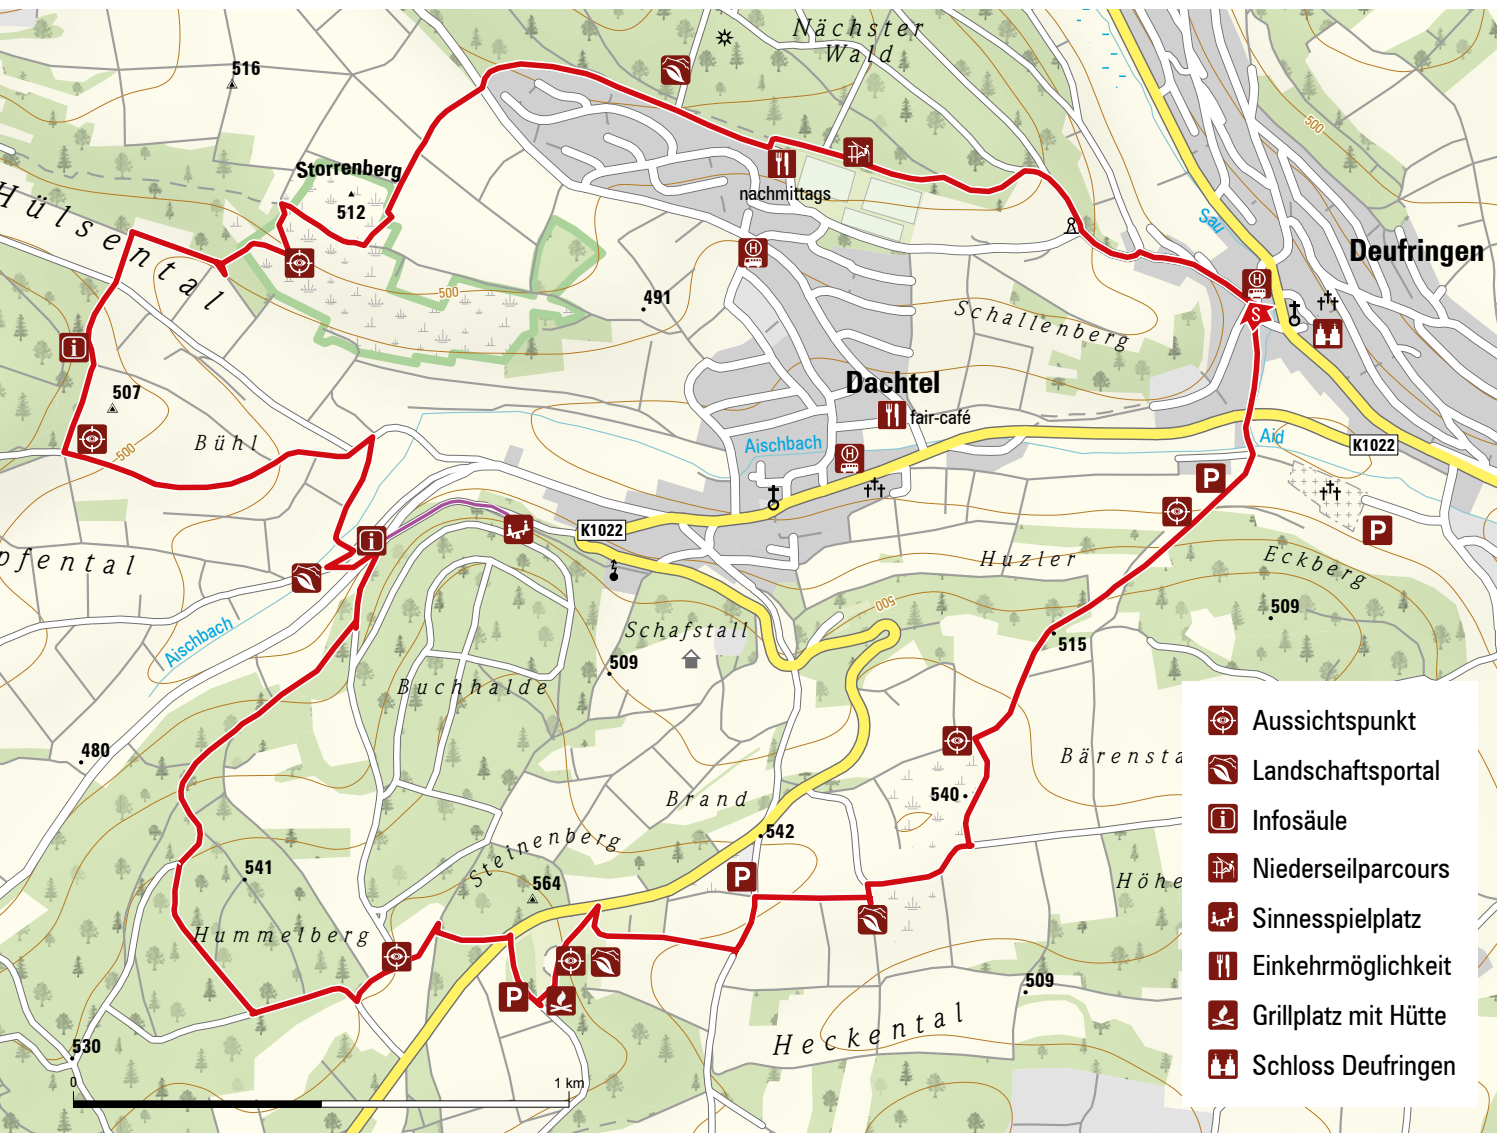 Nächster
Wald
516
Storrenberg
512
nachmittags
Hülsental
500
Sau
Deufringen
500
491
Schallenberg
S
H
H
507
Dachtel
fair-café
Bühl
500
Aischbach
H
Aid
K1022
P
P
K1022
pfental
Huzler
Eckberg
500
509
Aischbach
Schafstall
509
515
Buchhalde
480
Bärensta
Brand
540
542
Steinenberg
P
541
564
Höhe
Hummelberg
P
509
Heckental
530
0
1 km
Aussichtspunkt
Landschaftsportal
i Infosäule
Niederseilparcours
Sinnesspielplatz
Einkehrmöglichkeit
Grillplatz mit Hütte
Schloss Deufringen